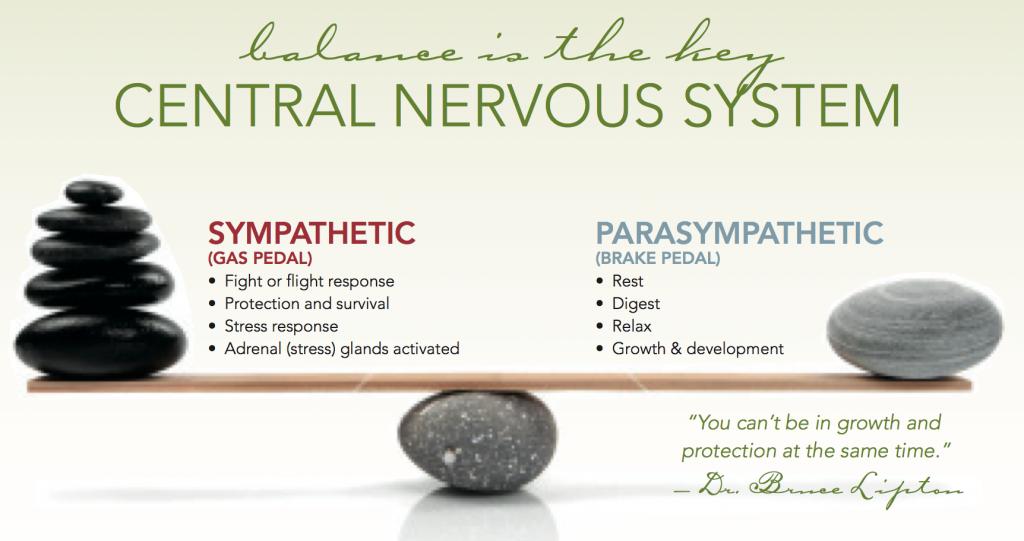 balance is the key
CENTRAL NERVOUS SYSTEM
SYMPATHETIC
(GAS PEDAL)
• Fight or flight response
• Protection and survival
• Stress response
• Adrenal (stress) glands activated
PARASYMPATHETIC
(BRAKE PEDAL)
• Rest
• Digest
• Relax
• Growth & development
“You can’t be in growth and
protection at the same time.”
– Dr. Bruce Lipton